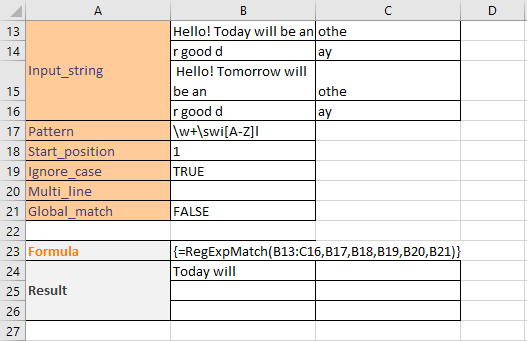 A B C D
13 Hello! Today will be an othe
14 r good d ay
Input_string
Hello! Tomorrow will
15 be an othe
16 r good d ay
17 Pattern \w+\swi[A-Z]l
18 Start_position 1
19 Ignore_case TRUE
20 Multi_line
21 Global_match FALSE
22
23 Formula {=RegExpMatch(B13:C16,B17,B18,B19,B20,B21)}
24 Today will
25 Result
26
27